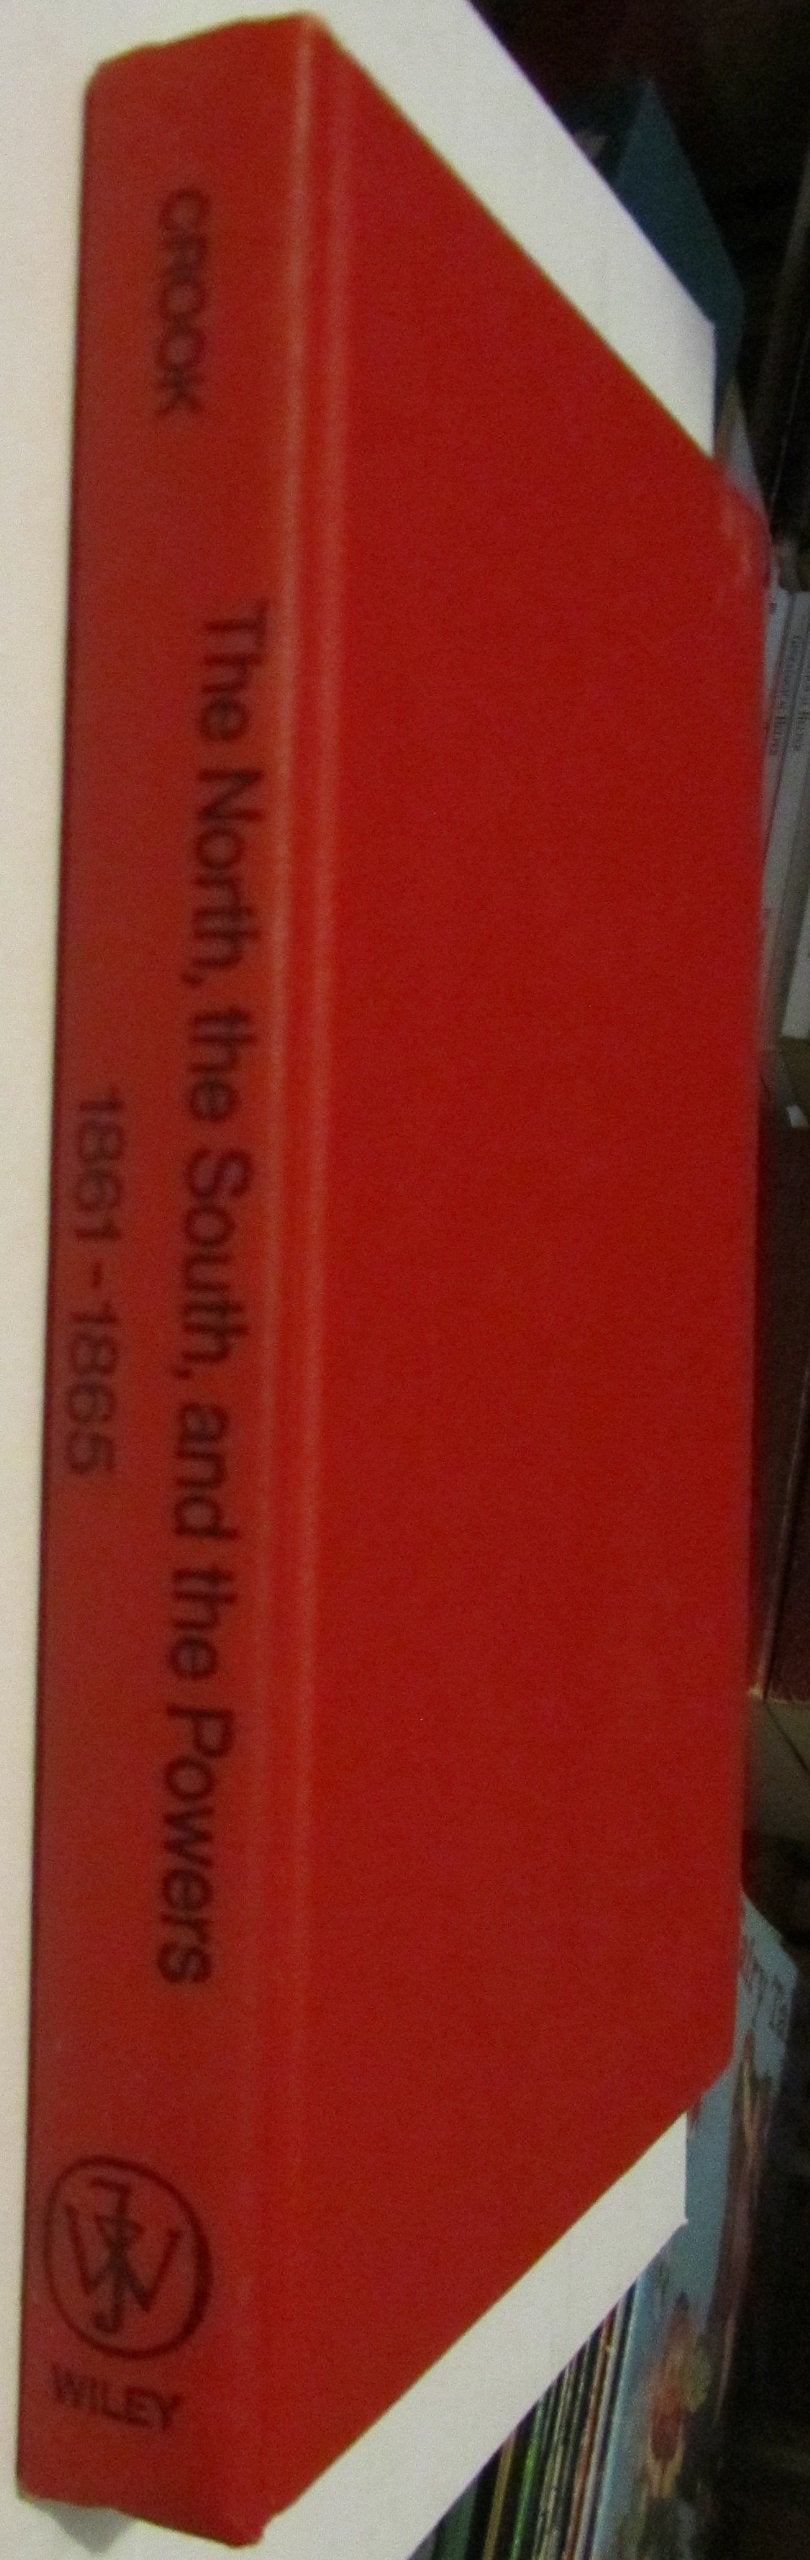 CROOK
The North, the South, and the Powers
1861-1865
WILEY